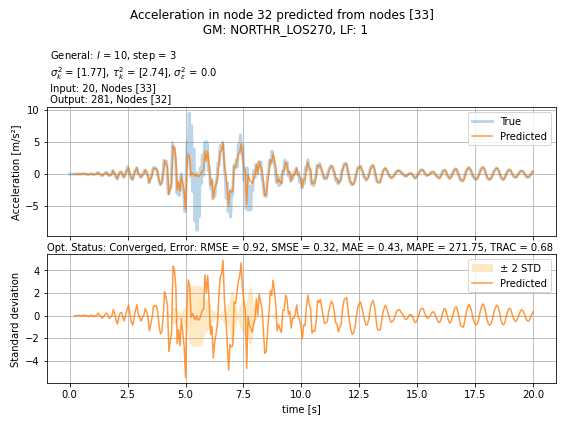 Acceleration in node 32 predicted from nodes [33]
GM: NORTHR_LOS270, LF: 1
General: l = 10, step = 3
σ²ₖ = [1.77], τ²ₖ = [2.74], σ²ε = 0.0
Input: 20, Nodes [33]
Output: 281, Nodes [32]
Acceleration [m/s²]
10
5
0
−5
True
Predicted
Opt. Status: Converged, Error: RMSE = 0.92, SMSE = 0.32, MAE = 0.43, MAPE = 271.75, TRAC = 0.68
Standard deviation
4
2
0
−2
−4
± 2 STD
Predicted
0.0 2.5 5.0 7.5 10.0 12.5 15.0 17.5 20.0
time [s]